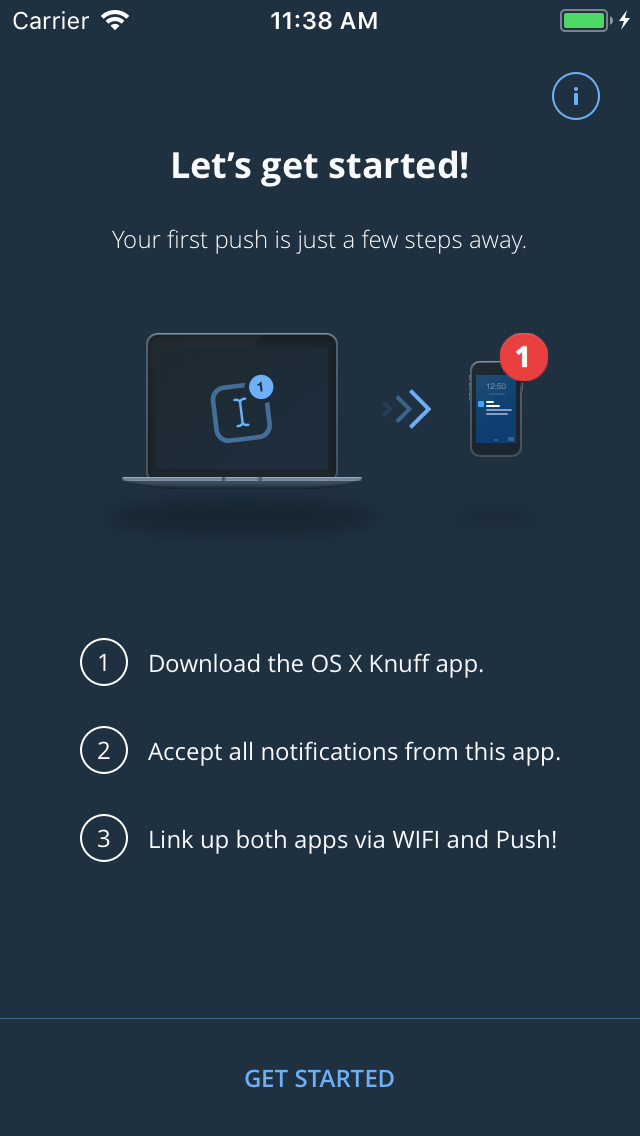 Carrier 11:38 AM
i
Let's get started!
Your first push is just a few steps away.
1
1
12:50
1 Download the OS X Knuff app.
2 Accept all notifications from this app.
3 Link up both apps via WIFI and Push!
GET STARTED